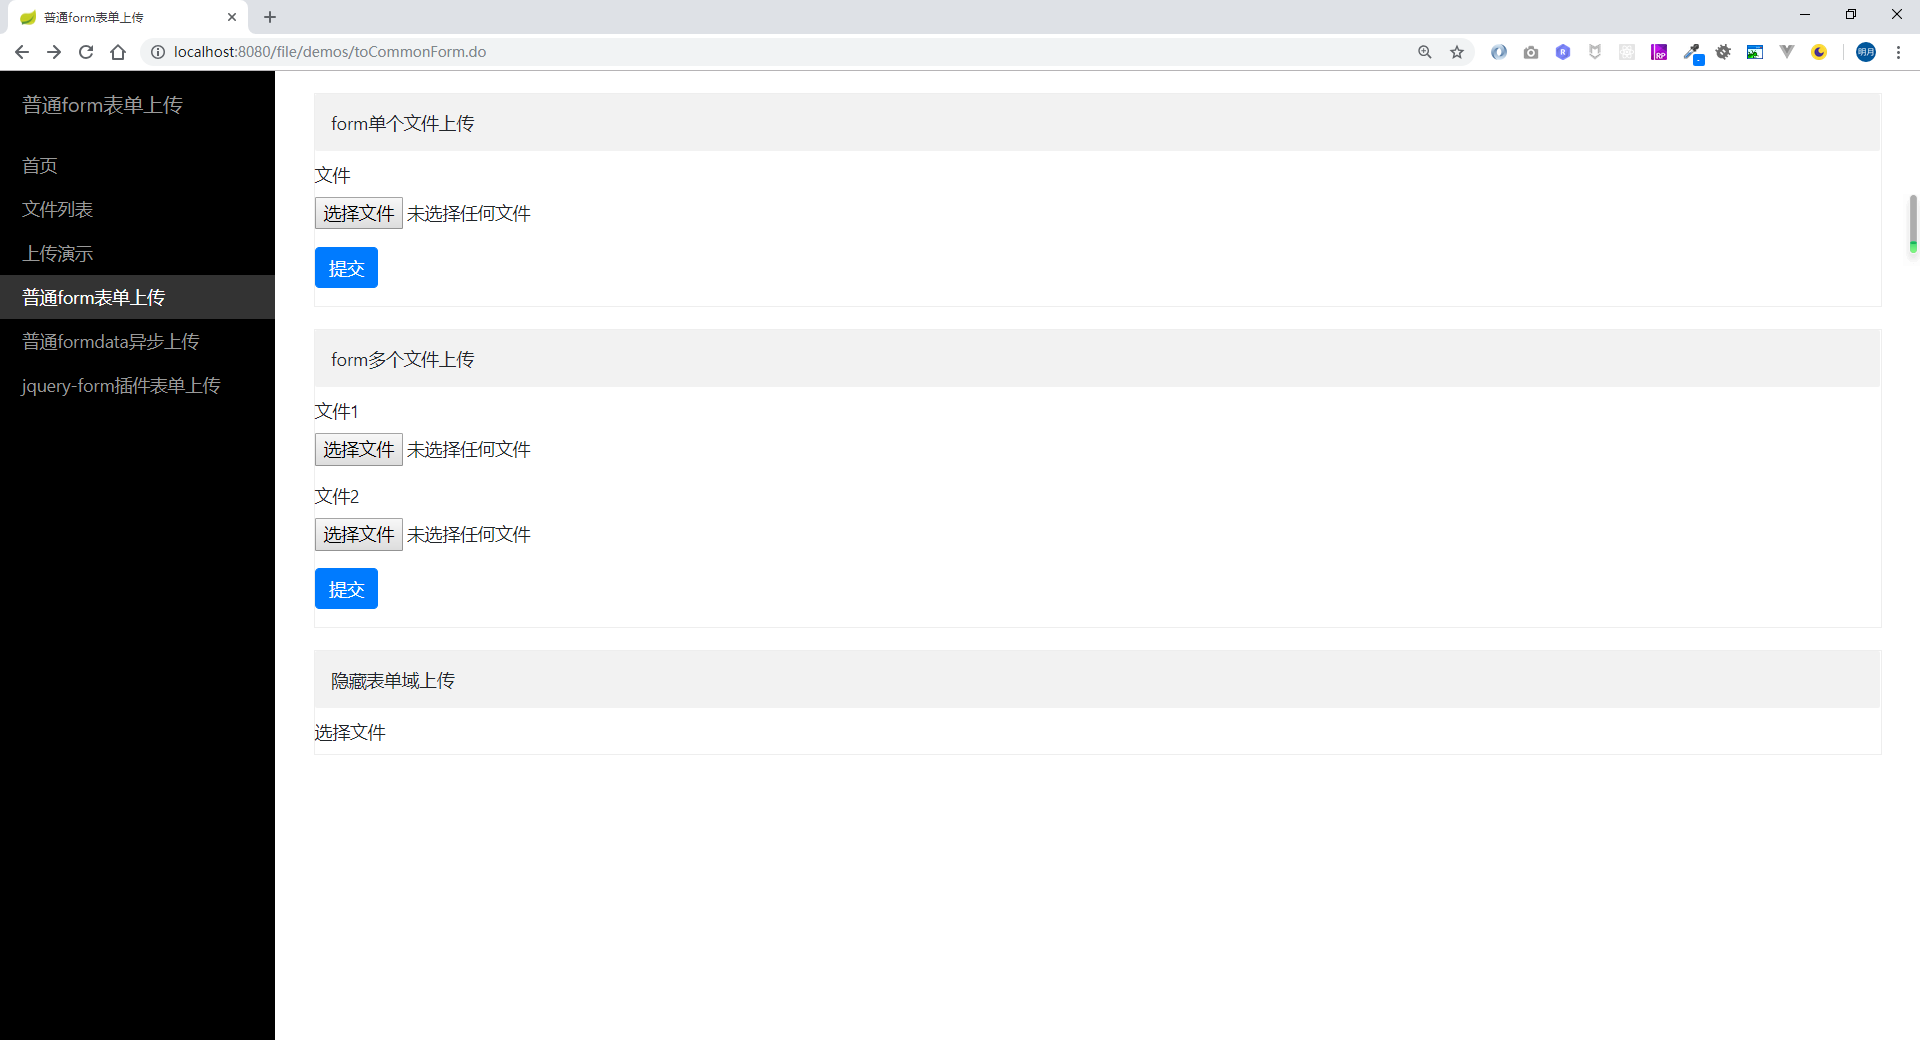 普通form表单上传
localhost:8080/file/demos/toCommonForm.do
R
RP
明月
普通form表单上传
首页
文件列表
上传演示
普通form表单上传
普通formdata异步上传
jquery-form插件表单上传
form单个文件上传
文件
选择文件 未选择任何文件
提交
form多个文件上传
文件1
选择文件 未选择任何文件
文件2
选择文件 未选择任何文件
提交
隐藏表单域上传
选择文件